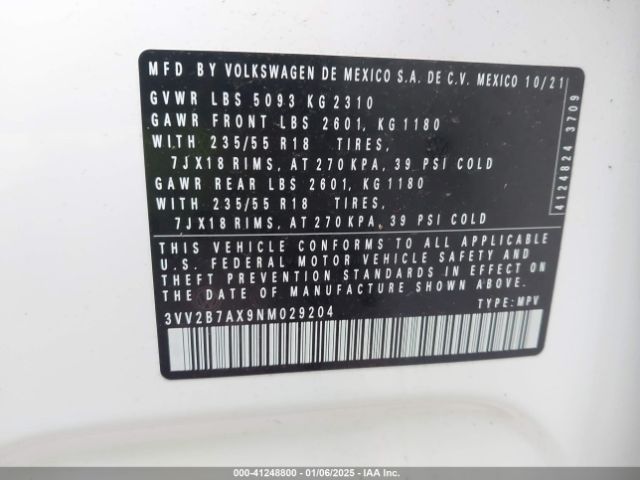 MFD BY VOLKSWAGEN DE MEXICO S.A. DE C.V. MEXICO 10/21
GVWR LBS 5093 KG 2310
GAWR FRONT LBS 2601, KG 1180
WITH 235/55 R18 TIRES,
7JX18 RIMS, AT 270 KPA, 39 PSI COLD
GAWR REAR LBS 2601, KG 1180
WITH 235/55 R18 TIRES,
7JX18 RIMS, AT 270 KPA, 39 PSI COLD
4124824 3709
THIS VEHICLE CONFORMS TO ALL APPLICABLE
U.S. FEDERAL MOTOR VEHICLE SAFETY AND
THEFT PREVENTION STANDARDS IN EFFECT ON
THE DATE OF MANUFACTURE SHOWN ABOVE.
3VV2B7AX9NM029204 TYPE: MPV
000-41248800 - 01/06/2025 - IAAI.com